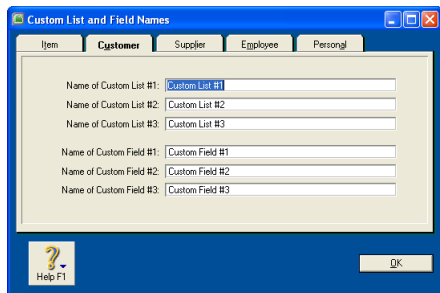 Custom List and Field Names
Item Customer Supplier Employee Personal
Name of Custom List #1: Custom List #1
Name of Custom List #2: Custom List #2
Name of Custom List #3: Custom List #3
Name of Custom Field #1: Custom Field #1
Name of Custom Field #2: Custom Field #2
Name of Custom Field #3: Custom Field #3
Help F1
OK